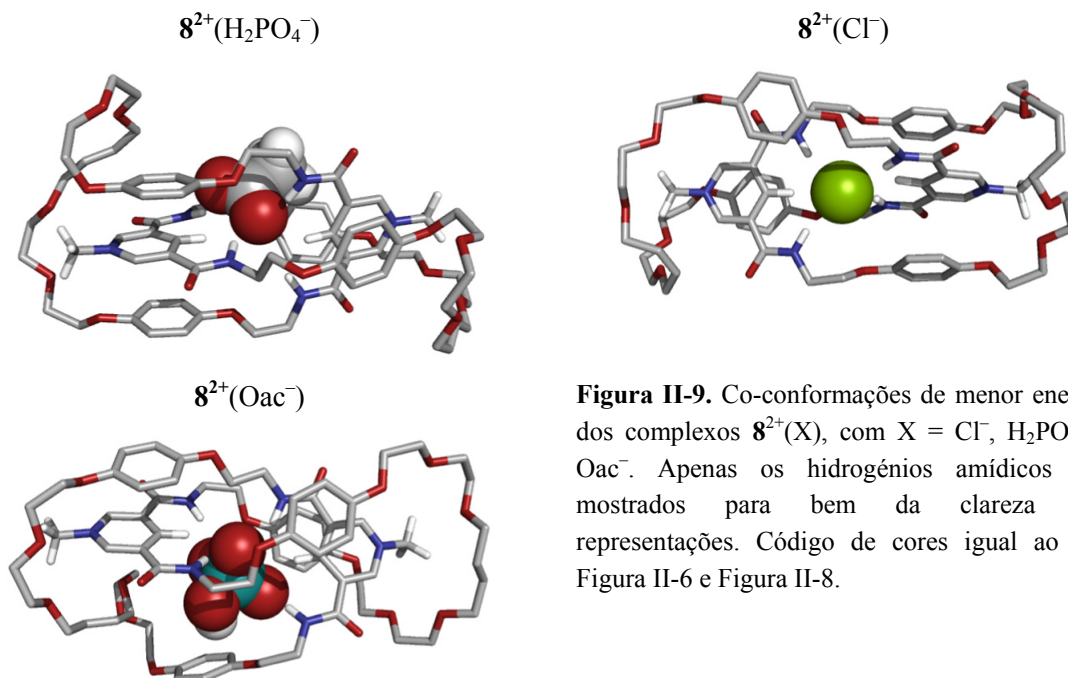 8²⁺(H₂PO₄⁻)
8²⁺(Cl⁻)
8²⁺(Oac⁻)
Figura II-9. Co-conformações de menor ene
dos complexos 8²⁺(X), com X = Cl⁻, H₂PO
Oac⁻. Apenas os hidrogénios amídicos
mostrados para bem da clareza
representações. Código de cores igual ao
Figura II-6 e Figura II-8.